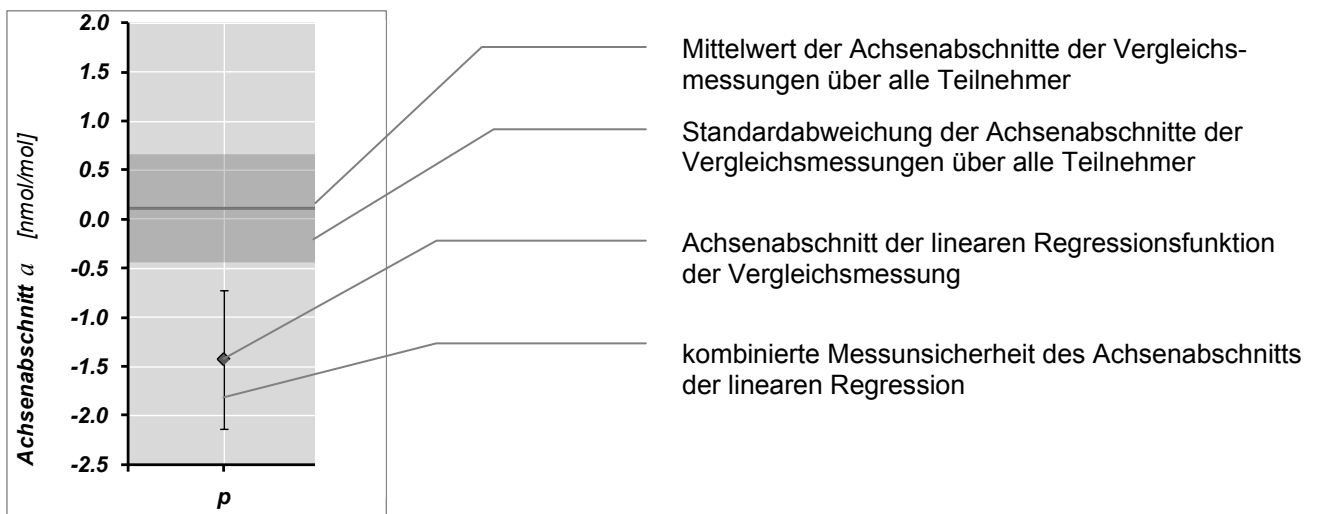 2.0
1.5
1.0
0.5
0.0
-0.5
-1.0
-1.5
-2.0
-2.5
Achsenabschnitt a [nmol/mol]
p
Mittelwert der Achsenabschnitte der Vergleichs-
messungen über alle Teilnehmer
Standardabweichung der Achsenabschnitte der
Vergleichsmessungen über alle Teilnehmer
Achsenabschnitt der linearen Regressionsfunktion
der Vergleichsmessung
kombinierte Messunsicherheit des Achsenabschnitts
der linearen Regression